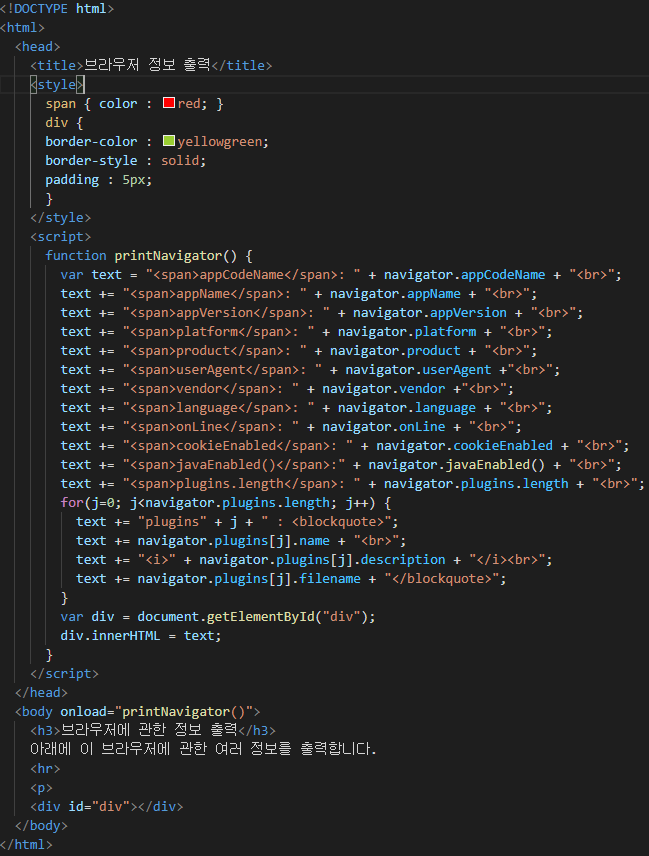 <!DOCTYPE html>
<html>
<head>
<title>브라우저 정보 출력</title>
<style>
span { color : red; }
div {
border-color : yellowgreen;
border-style : solid;
padding : 5px;
}
</style>
<script>
function printNavigator() {
var text = "<span>appCodeName</span>: " + navigator.appCodeName + "<br>";
text += "<span>appName</span>: " + navigator.appName + "<br>";
text += "<span>appVersion</span>: " + navigator.appVersion + "<br>";
text += "<span>platform</span>: " + navigator.platform + "<br>";
text += "<span>product</span>: " + navigator.product + "<br>";
text += "<span>userAgent</span>: " + navigator.userAgent +"<br>";
text += "<span>vendor</span>: " + navigator.vendor +"<br>";
text += "<span>language</span>: " + navigator.language + "<br>";
text += "<span>onLine</span>: " + navigator.onLine + "<br>";
text += "<span>cookieEnabled</span>: " + navigator.cookieEnabled + "<br>";
text += "<span>javaEnabled()</span>:" + navigator.javaEnabled() + "<br>";
text += "<span>plugins.length</span>: " + navigator.plugins.length + "<br>";
for(j=0; j<navigator.plugins.length; j++) {
text += "plugins" + j + " : <blockquote>";
text += navigator.plugins[j].name + "<br>";
text += "<i>" + navigator.plugins[j].description + "</i><br>";
text += navigator.plugins[j].filename + "</blockquote>";
}
var div = document.getElementById("div");
div.innerHTML = text;
}
</script>
</head>
<body onload="printNavigator()">
<h3>브라우저에 관한 정보 출력</h3>
아래에 이 브라우저에 관한 여러 정보를 출력합니다.
<hr>
<p>
<div id="div"></div>
</body>
</html>